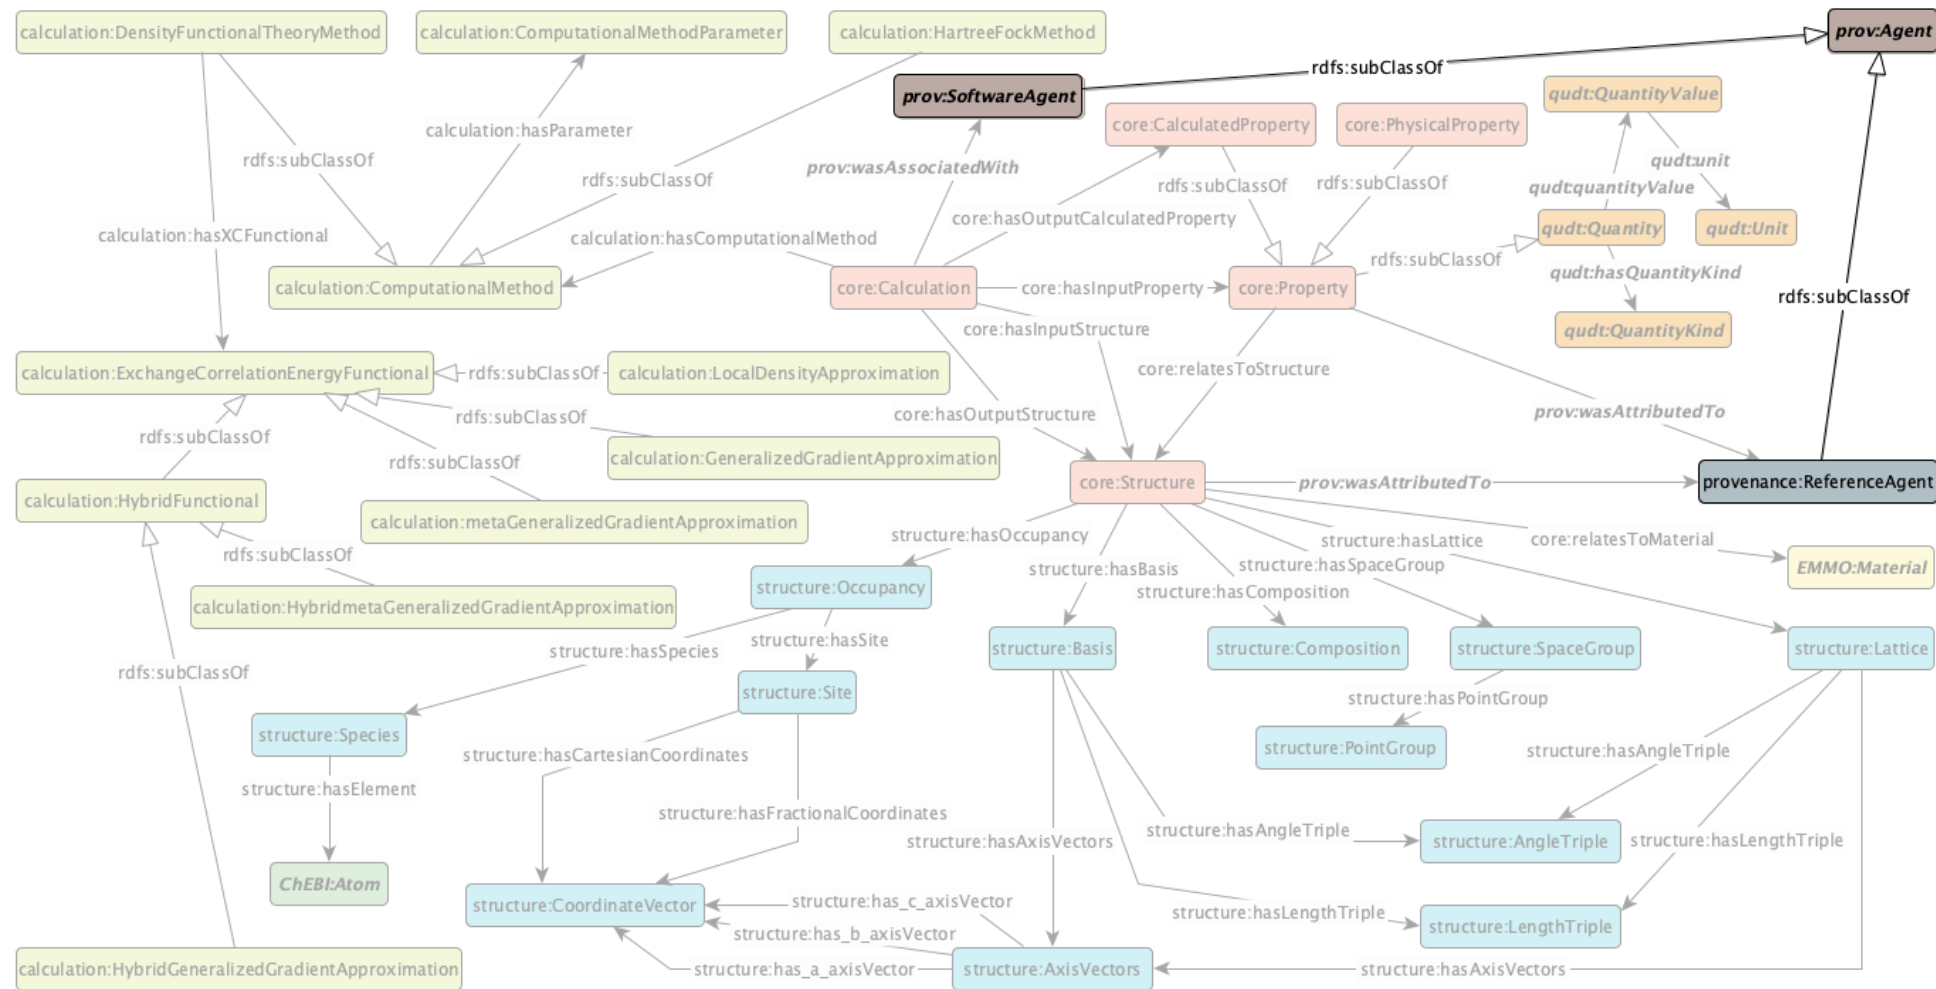 calculation:DensityFunctionalTheoryMethod
calculation:ComputationalMethodParameter
calculation:HartreeFockMethod
prov:Agent
rdfs:subClassOf
prov:SoftwareAgent
qudt:QuantityValue
core:CalculatedProperty
core:PhysicalProperty
calculation:hasParameter
rdfs:subClassOf
qudt:unit
prov:wasAssociatedWith
rdfs:subClassOf
rdfs:subClassOf
rdfs:subClassOf
qudt:quantityValue
core:hasOutputCalculatedProperty
qudt:Quantity
qudt:Unit
calculation:hasXCFunctional
calculation:hasComputationalMethod
rdfs:subClassOf
qudt:hasQuantityKind
calculation:ComputationalMethod
core:Calculation
core:hasInputProperty
core:Property
rdfs:subClassOf
core:hasInputStructure
qudt:QuantityKind
calculation:ExchangeCorrelationEnergyFunctional
rdfs:subClassOf
calculation:LocalDensityApproximation
core:relatesToStructure
core:hasOutputStructure
rdfs:subClassOf
prov:wasAttributedTo
rdfs:subClassOf
rdfs:subClassOf
calculation:GeneralizedGradientApproximation
core:Structure
prov:wasAttributedTo
provenance:ReferenceAgent
calculation:HybridFunctional
calculation:metaGeneralizedGradientApproximation
structure:hasOccupancy
structure:hasLattice
core:relatesToMaterial
rdfs:subClassOf
structure:hasBasis
structure:hasSpaceGroup
EMMO:Material
structure:Occupancy
structure:hasComposition
calculation:HybridmetaGeneralizedGradientApproximation
structure:hasSpecies
structure:hasSite
structure:Basis
structure:Composition
structure:SpaceGroup
structure:Lattice
rdfs:subClassOf
structure:Site
structure:hasPointGroup
structure:Species
structure:PointGroup
structure:hasCartesianCoordinates
structure:hasAngleTriple
structure:hasElement
structure:hasFractionalCoordinates
structure:hasAxisVectors
structure:hasAngleTriple
structure:AngleTriple
structure:hasLengthTriple
ChEBI:Atom
structure:CoordinateVector
structure:has_c_axisVector
structure:hasLengthTriple
structure:LengthTriple
structure:has_b_axisVector
calculation:HybridGeneralizedGradientApproximation
structure:has_a_axisVector
structure:AxisVectors
structure:hasAxisVectors